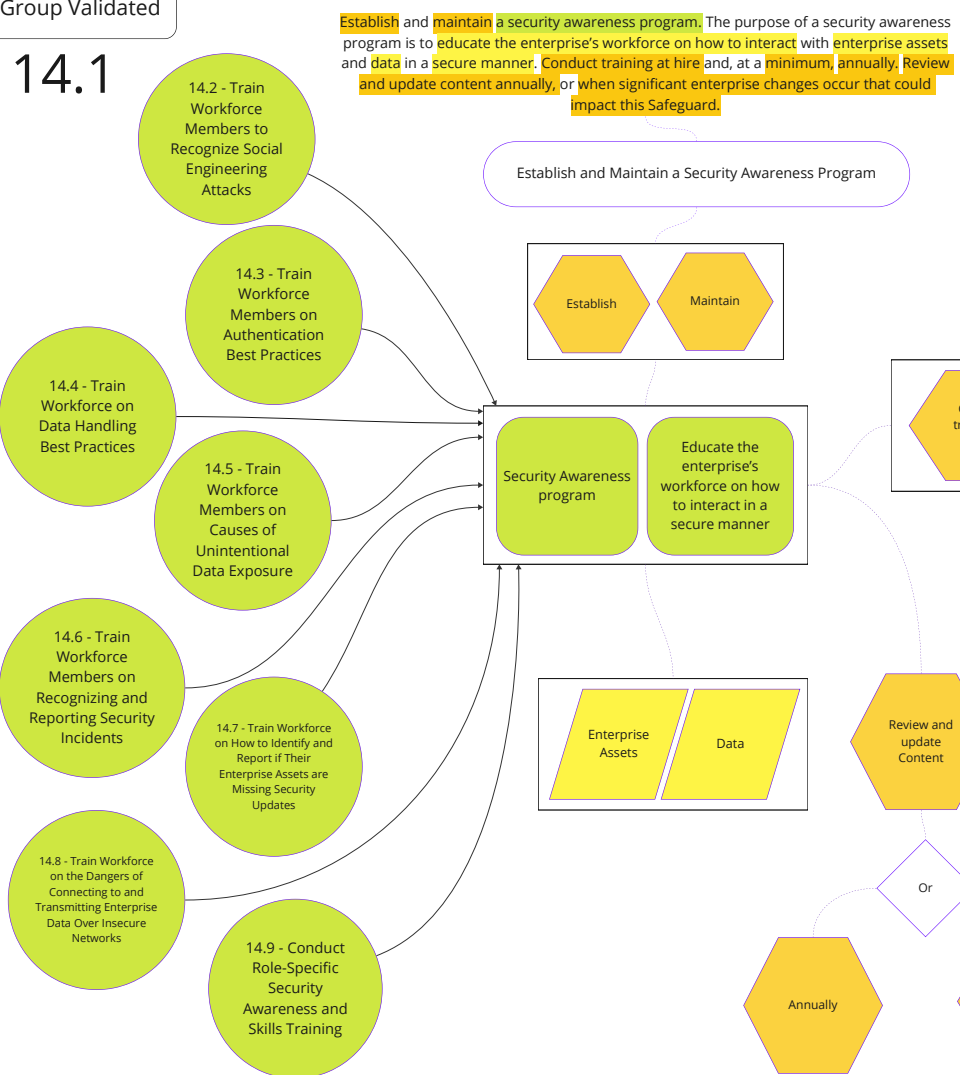 Group Validated
14.1
Establish and maintain a security awareness program. The purpose of a security awareness
program is to educate the enterprise's workforce on how to interact with enterprise assets
and data in a secure manner. Conduct training at hire and, at a minimum, annually. Review
and update content annually, or when significant enterprise changes occur that could
impact this Safeguard.
Establish and Maintain a Security Awareness Program
14.2 - Train
Workforce
Members to
Recognize Social
Engineering
Attacks
14.3 - Train
Workforce
Members on
Authentication
Best Practices
Establish
Maintain
14.4 - Train
Workforce on
Data Handling
Best Practices
14.5 - Train
Workforce
Members on
Causes of
Unintentional
Data Exposure
Security Awareness
program
Educate the
enterprise's
workforce on how
to interact in a
secure manner
14.6 - Train
Workforce
Members on
Recognizing and
Reporting Security
Incidents
14.7 - Train Workforce
on How to Identify and
Report if Their
Enterprise Assets are
Missing Security
Updates
Enterprise
Assets
Data
Review and
update
Content
14.8 - Train Workforce
on the Dangers of
Connecting to and
Transmitting Enterprise
Data Over Insecure
Networks
Or
14.9 - Conduct
Role-Specific
Security
Awareness and
Skills Training
Annually